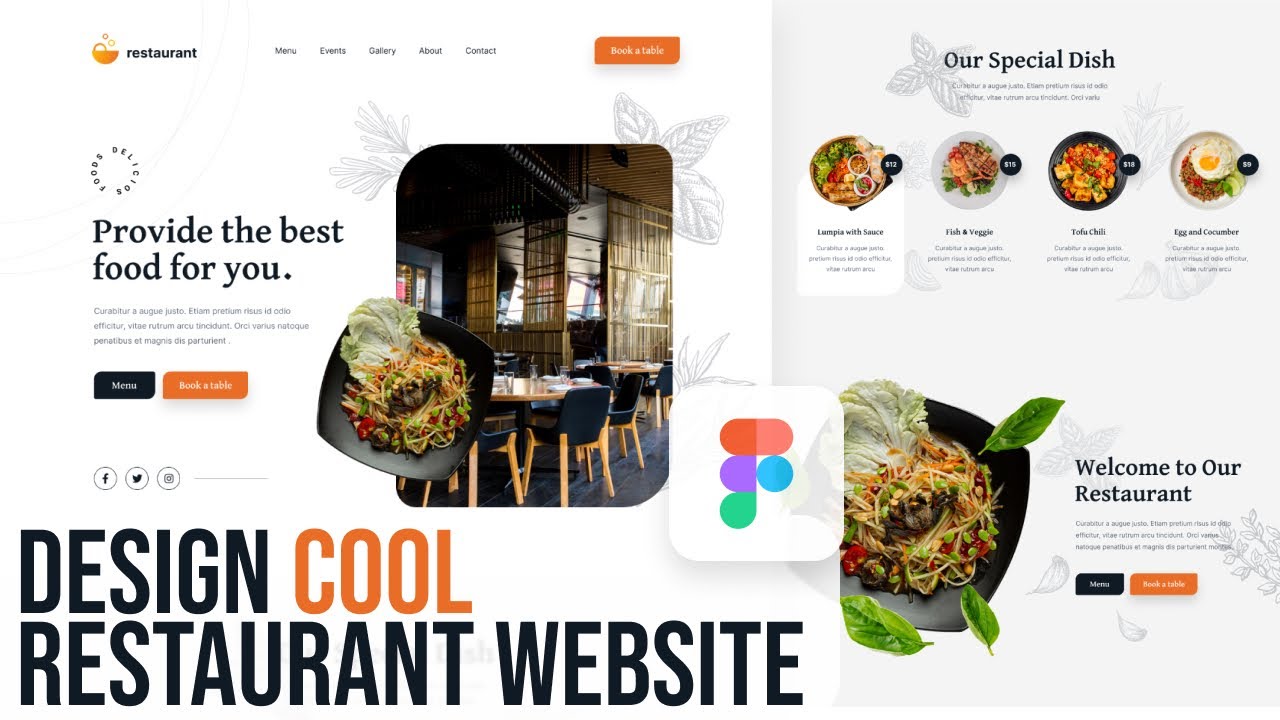 restaurant
Menu
Events
Gallery
About
Contact
Book a table
FOODS DELICIOS
Provide the best
food for you.
Curabitur a augue justo. Etiam pretium risus id odio
efficitur, vitae rutrum arcu tincidunt. Orci varius natoque
penatibus et magnis dis parturient .
Menu
Book a table
DESIGN COOL
RESTAURANT WEBSITE
Our Special Dish
Curabitur a augue justo. Etiam pretium risus id odio
efficitur, vitae rutrum arcu tincidunt. Orci variu
$12
$15
$18
$9
Lumpia with Sauce
Curabitur a augue justo.
pretium risus id odio efficitur,
vitae rutrum arcu
Fish & Veggie
Curabitur a augue justo.
pretium risus id odio efficitur,
vitae rutrum arcu
Tofu Chili
Curabitur a augue justo.
pretium risus id odio efficitur,
vitae rutrum arcu
Egg and Cocumber
Curabitur a augue justo.
pretium risus id odio efficitur,
vitae rutrum arcu
Welcome to Our
Restaurant
Curabitur a augue justo. Etiam pretium risus id odio
efficitur, vitae rutrum arcu tincidunt. Orci varius
natoque penatibus et magnis dis parturient montes
Menu
Book a table